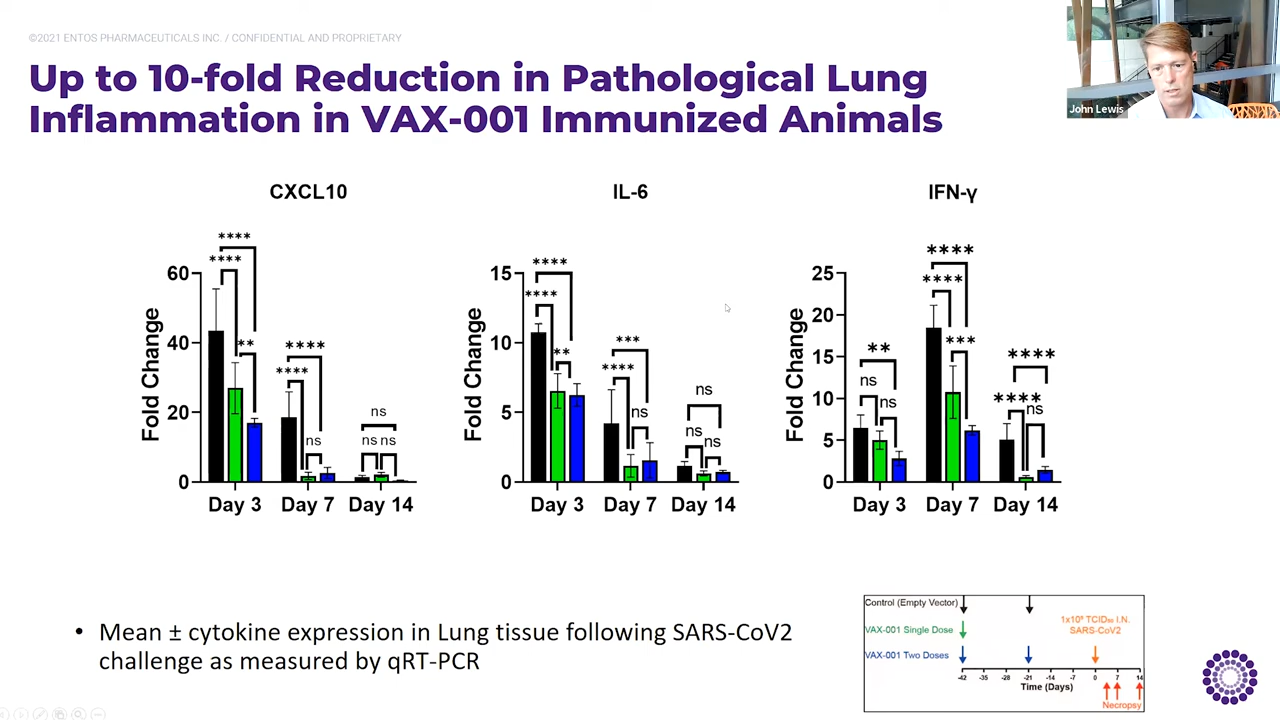 ©2021 ENTOS PHARMACEUTICALS INC. / CONFIDENTIAL AND PROPRIETARY
Up to 10-fold Reduction in Pathological Lung
Inflammation in VAX-001 Immunized Animals
John Lewis
CXCL10
**** 
****
**
****
****
ns
ns
ns ns
60
40
20
0
Fold Change
Day 3 Day 7 Day 14
IL-6
****
****
**
***
****
ns
ns
ns
ns
15
10
5
0
Fold Change
Day 3 Day 7 Day 14
IFN-γ
**
ns
ns
****
****
***
****
****
ns
25
20
15
10
5
0
Fold Change
Day 3 Day 7 Day 14
• Mean ± cytokine expression in Lung tissue following SARS-CoV2
challenge as measured by qRT-PCR
Control (Empty Vector)
VAX-001 Single Dose
VAX-001 Two Doses
SARS-CoV2
-42 -35 -28 -21 -14 -7 0 7 14
Time (Days)
Necropsy